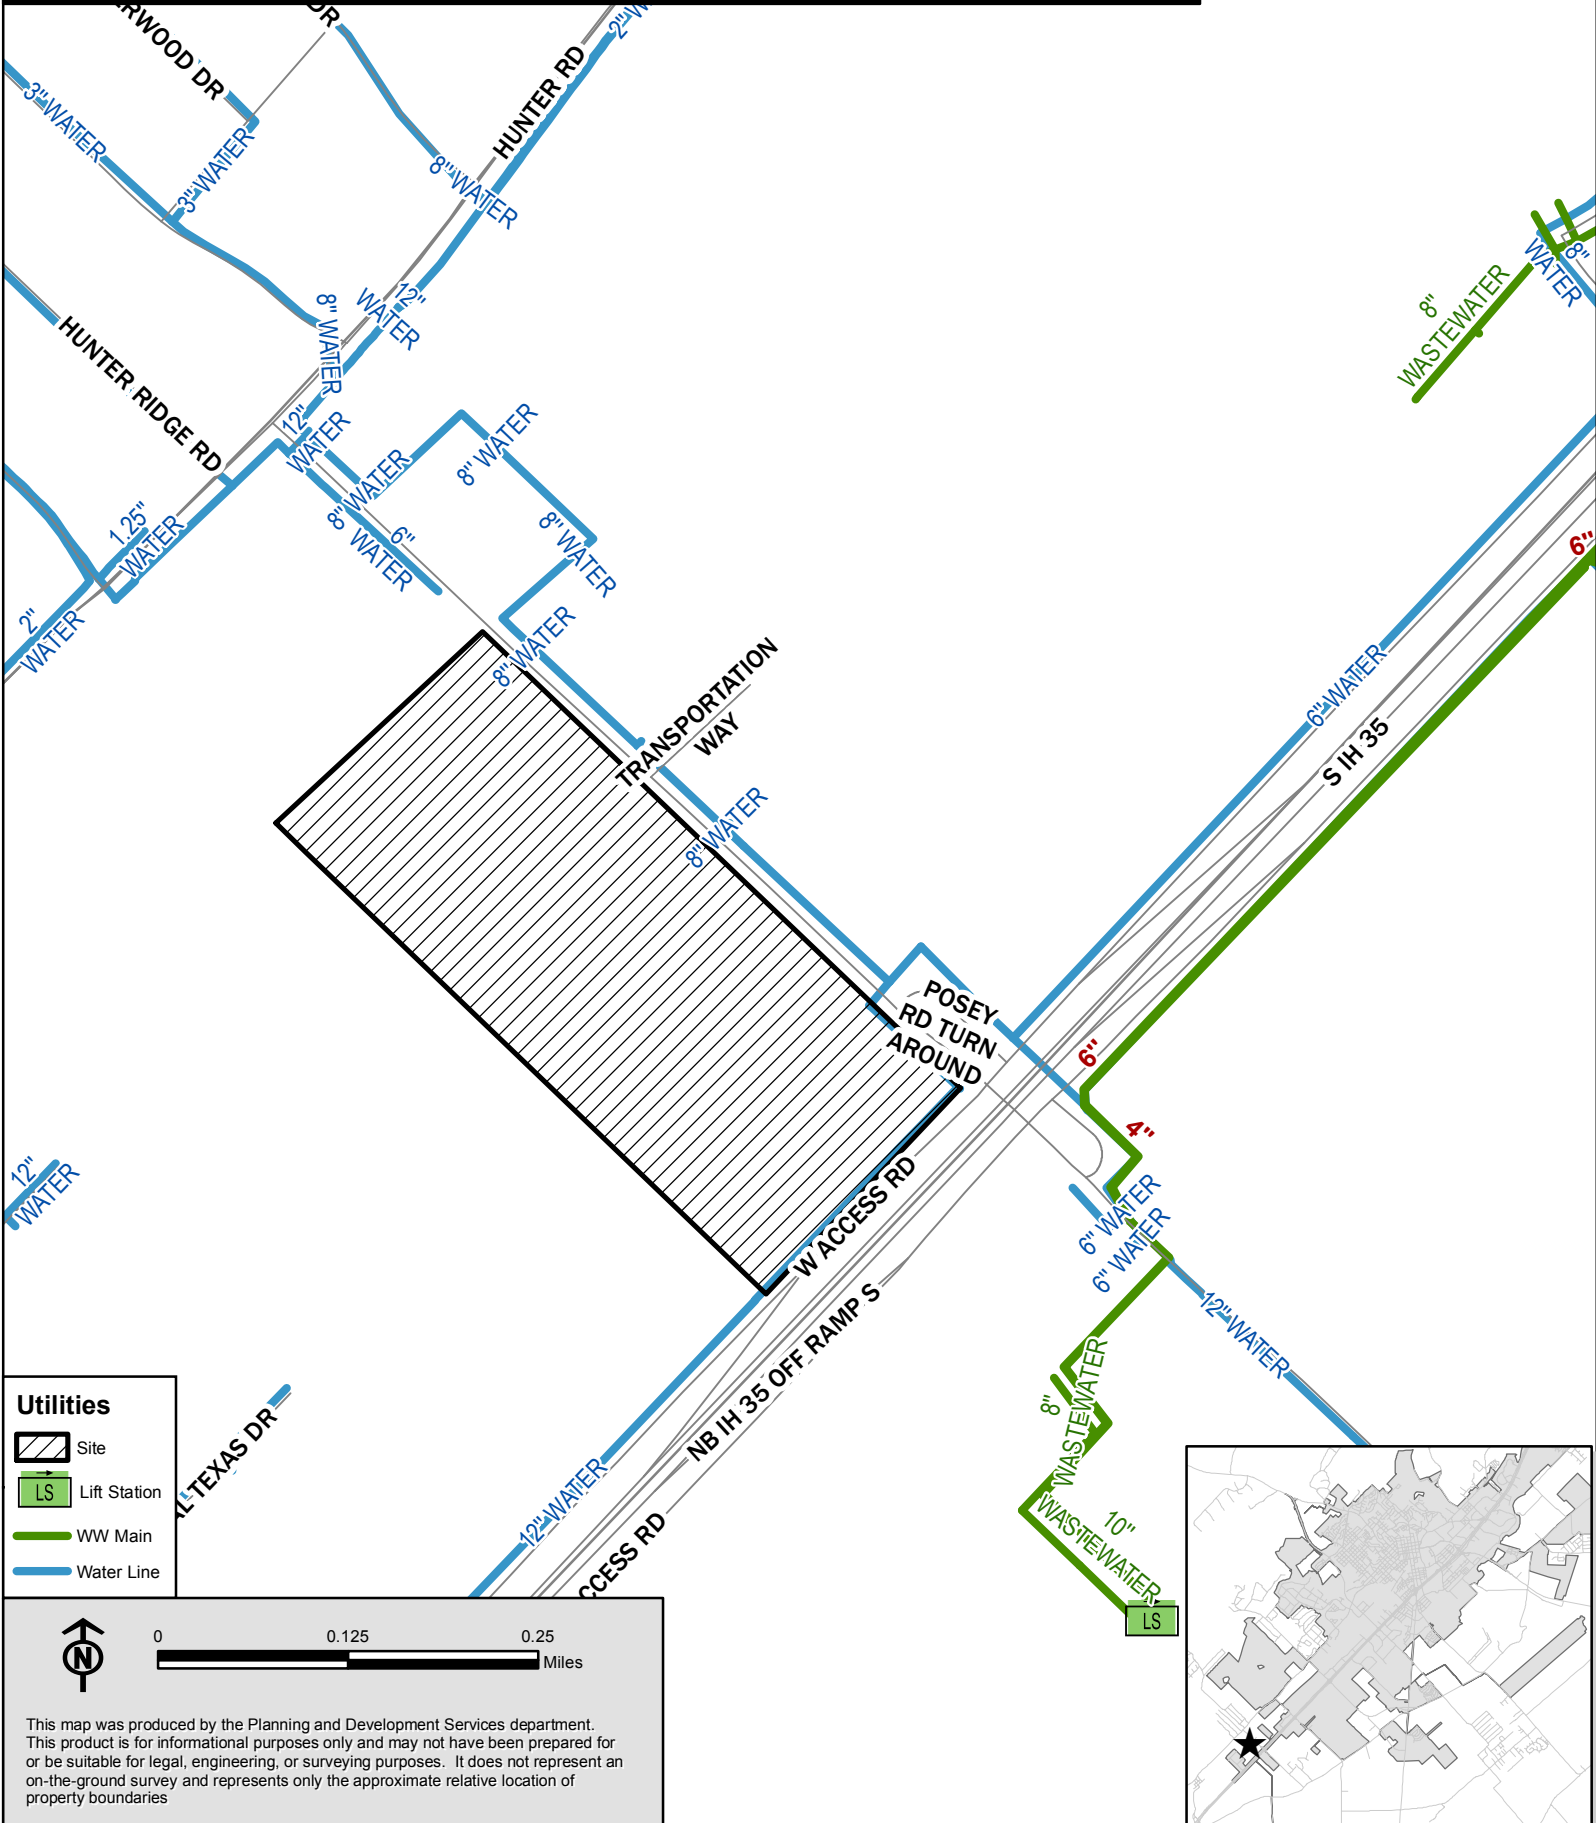 RWOOD DR
DR
HUNTER RD
2" W
3" WATER
3" WATER
8" WATER
8" WATER
12"
WATER
HUNTER RIDGE RD
12"
WATER
8" WATER
8" WATER
8"
WATER
6"
8" WATER
1.25"
WATER
2"
WATER
8" WATER
TRANSPORTATION
WAY
8" WATER
8"
WASTEWATER
WATER
8"
6"
6" WATER
S IH 35
POSEY
RD TURN
AROUND
6"
4"
W ACCESS RD
6" WATER
6" WATER
12" WATER
NB IH 35 OFF RAMP S
8"
WASTEWATER
10"
WASTEWATER
LS
12"
WATER
AL TEXAS DR
12" WATER
CCESS RD
Utilities
Site
LS
Lift Station
WW Main
Water Line
N
0
0.125
0.25
Miles
This map was produced by the Planning and Development Services department.
This product is for informational purposes only and may not have been prepared for
or be suitable for legal, engineering, or surveying purposes. It does not represent an
on-the-ground survey and represents only the approximate relative location of
property boundaries